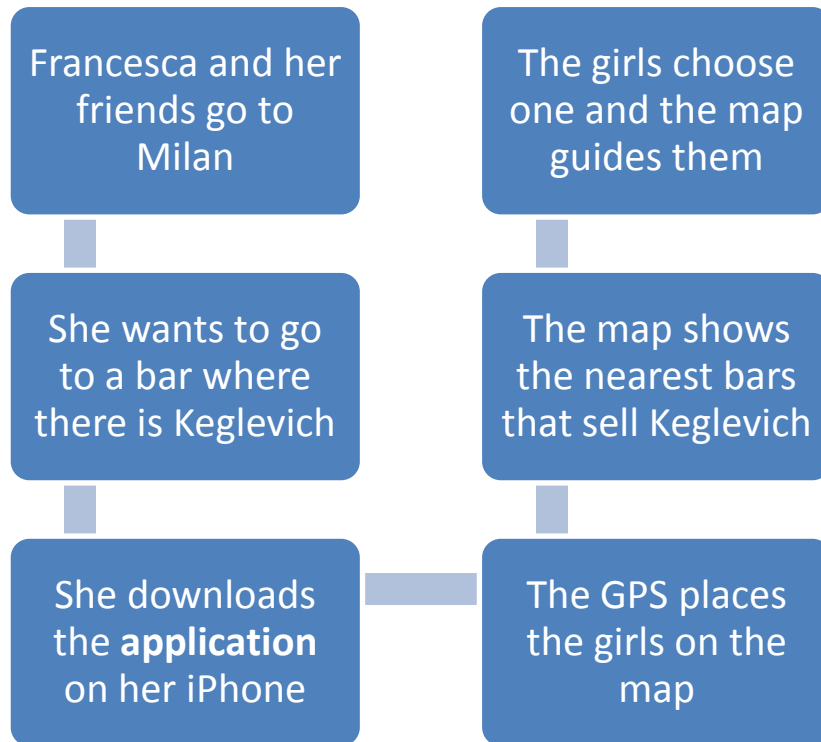 Francesca and her
friends go to
Milan
She wants to go
to a bar where
there is Keglevich
She downloads
the application
on her iPhone
The GPS places
the girls on the
map
The map shows
the nearest bars
that sell Keglevich
The girls choose
one and the map
guides them